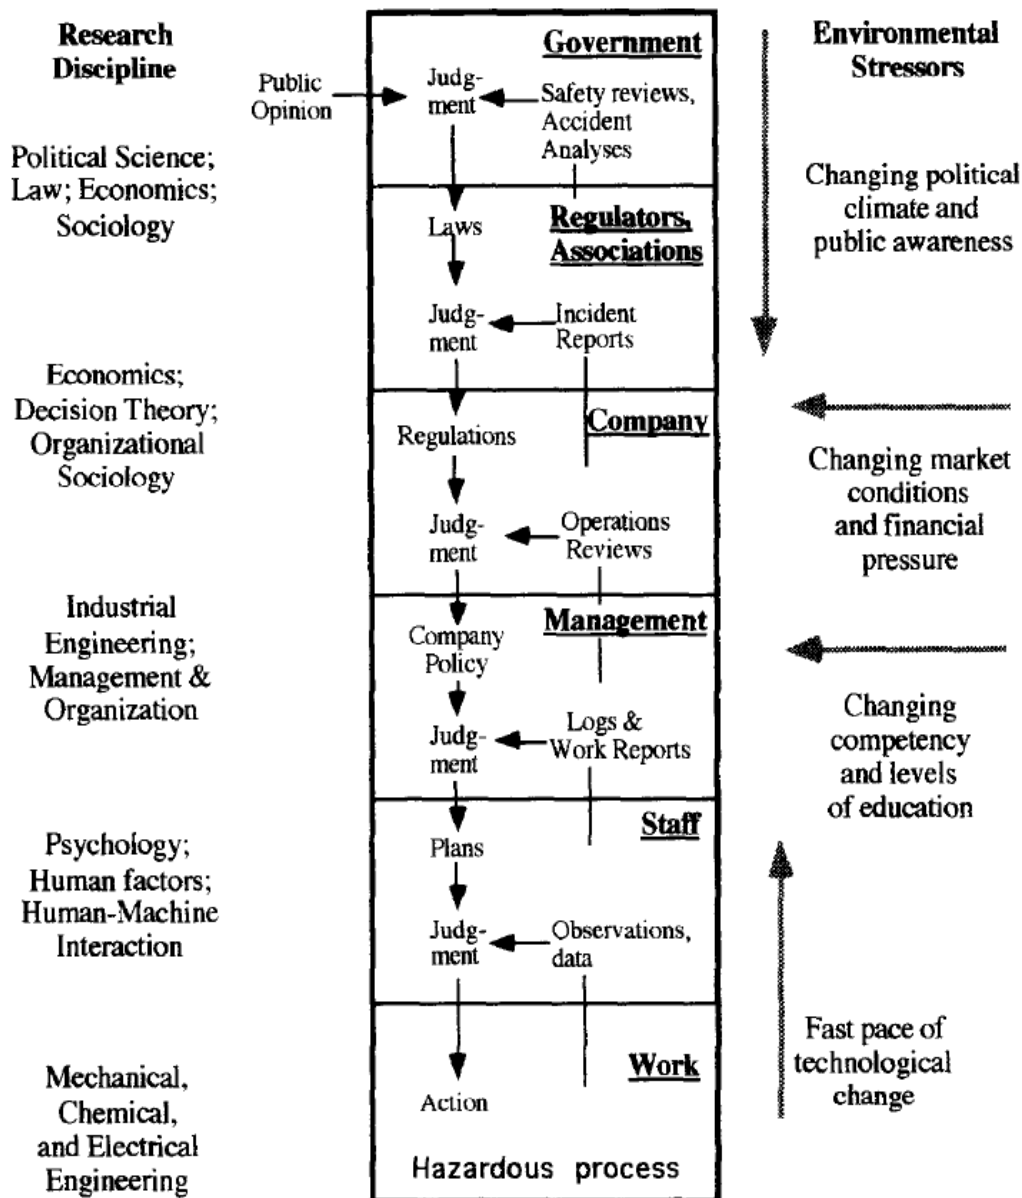 Research
Discipline
Political Science;
Law; Economics;
Sociology
Economics;
Decision Theory;
Organizational
Sociology
Industrial
Engineering;
Management &
Organization
Psychology;
Human factors;
Human-Machine
Interaction
Mechanical,
Chemical,
and Electrical
Engineering
Public
Opinion
Government
Judg-
ment
Safety reviews,
Accident
Analyses
Regulators,
Associations
Laws
Judg-
ment
Incident
Reports
Company
Regulations
Judg-
ment
Operations
Reviews
Management
Company
Policy
Judg-
ment
Logs &
Work Reports
Staff
Plans
Judg-
ment
Observations,
data
Work
Action
Hazardous process
Environmental
Stressors
Changing political
climate and
public awareness
Changing market
conditions
and financial
pressure
Changing
competency
and levels
of education
Fast pace of
technological
change